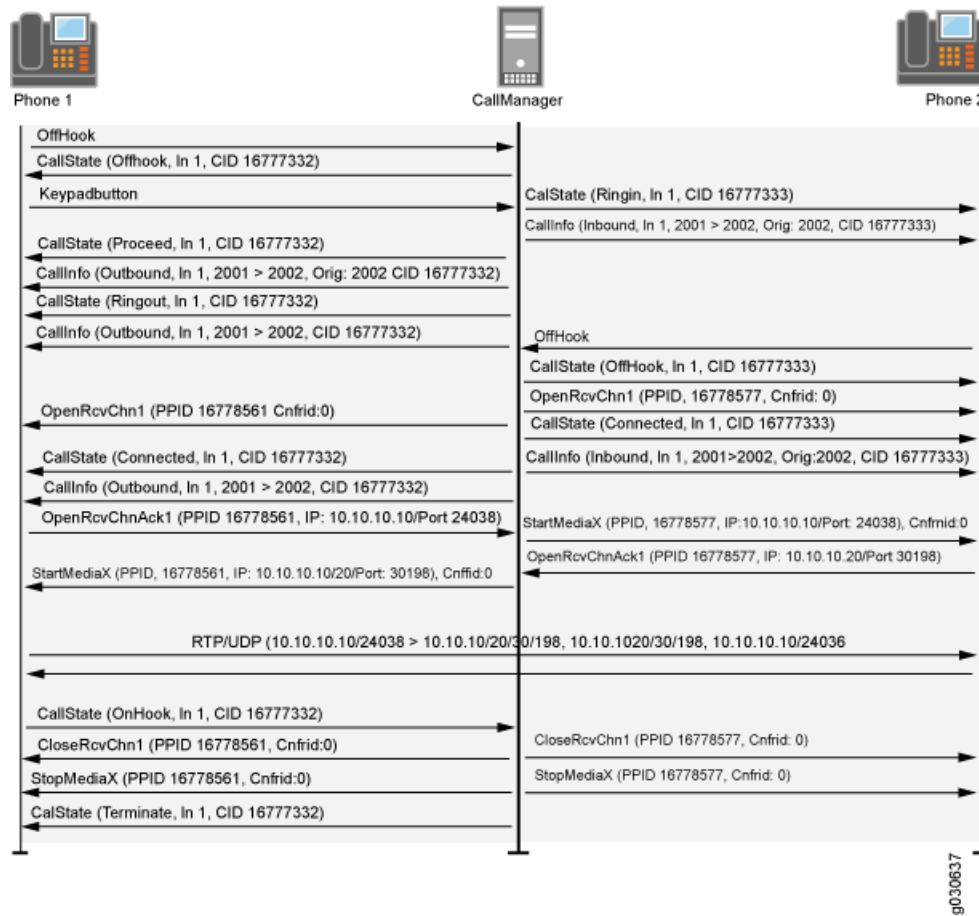 Phone 1
CallManager
Phone 2
OffHook
CallState (Offhook, In 1, CID 16777332)
Keypadbutton
CalState (Ringin, In 1, CID 16777333)
CallInfo (Inbound, In 1, 2001 > 2002, Orig: 2002, CID 16777333)
CallState (Proceed, In 1, CID 16777332)
CallInfo (Outbound, In 1, 2001 > 2002, Orig: 2002 CID 16777332)
CallState (Ringout, In 1, CID 16777332)
CallInfo (Outbound, In 1, 2001 > 2002, CID 16777332)
OffHook
CallState (OffHook, In 1, CID 16777333)
OpenRcvChn1 (PPID, 16778577, Cnfrid: 0)
OpenRcvChn1 (PPID 16778561 Cnfrid:0)
CallState (Connected, In 1, CID 16777333)
CallState (Connected, In 1, CID 16777332)
CallInfo (Inbound, In 1, 2001>2002, Orig:2002, CID 16777333)
CallInfo (Outbound, In 1, 2001 > 2002, CID 16777332)
OpenRcvChnAck1 (PPID 16778561, IP: 10.10.10.10/Port 24038)
StartMediaX (PPID, 16778577, IP:10.10.10.10/Port: 24038), Cnfrnid:0
OpenRcvChnAck1 (PPID 16778577, IP: 10.10.10.20/Port 30198)
StartMediaX (PPID, 16778561, IP: 10.10.10.10/20/Port: 30198), Cnffid:0
RTP/UDP (10.10.10.10/24038 > 10.10.10/20/30/198, 10.10.1020/30/198, 10.10.10.10/24036
CallState (OnHook, In 1, CID 16777332)
CloseRcvChn1 (PPID 16778561, Cnfrid:0)
CloseRcvChn1 (PPID 16778577, Cnfrid: 0)
StopMediaX (PPID 16778561, Cnfrid:0)
StopMediaX (PPID 16778577, Cnfrid: 0)
CalState (Terminate, In 1, CID 16777332)
g030637